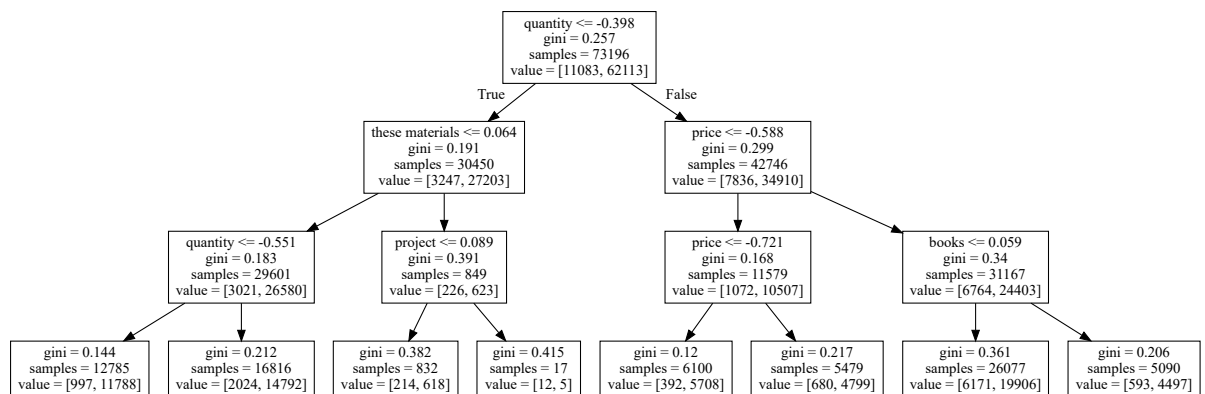 quantity <= -0.398
gini = 0.257
samples = 73196
value = [11083, 62113]
True
False
these materials <= 0.064
gini = 0.191
samples = 30450
value = [3247, 27203]
price <= -0.588
gini = 0.299
samples = 42746
value = [7836, 34910]
quantity <= -0.551
gini = 0.183
samples = 29601
value = [3021, 26580]
project <= 0.089
gini = 0.391
samples = 849
value = [226, 623]
price <= -0.721
gini = 0.168
samples = 11579
value = [1072, 10507]
books <= 0.059
gini = 0.34
samples = 31167
value = [6764, 24403]
gini = 0.144
samples = 12785
value = [997, 11788]
gini = 0.212
samples = 16816
value = [2024, 14792]
gini = 0.382
samples = 832
value = [214, 618]
gini = 0.415
samples = 17
value = [12, 5]
gini = 0.12
samples = 6100
value = [392, 5708]
gini = 0.217
samples = 5479
value = [680, 4799]
gini = 0.361
samples = 26077
value = [6171, 19906]
gini = 0.206
samples = 5090
value = [593, 4497]